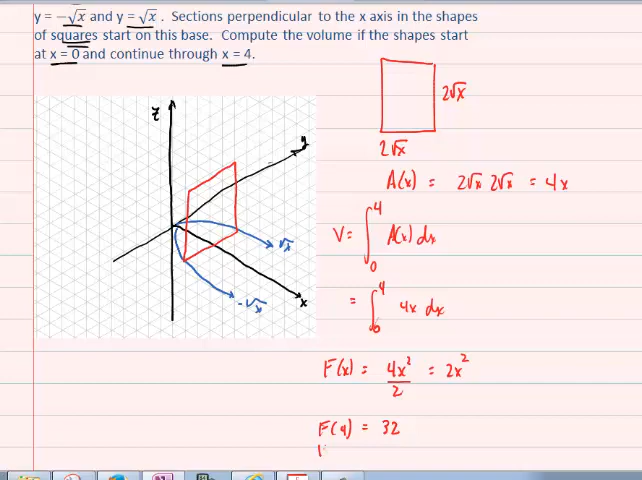 y = −√x and y = √x . Sections perpendicular to the x axis in the shapes
of squares start on this base. Compute the volume if the shapes start
at x = 0 and continue through x = 4.
2√x
2√x
A(x) = 2√x 2√x = 4x
V = ∫₀⁴ A(x) dx
= ∫₀⁴ 4x dx
F(x) = 4x²/2 = 2x²
F(4) = 32
z
y
√x
-√x
x